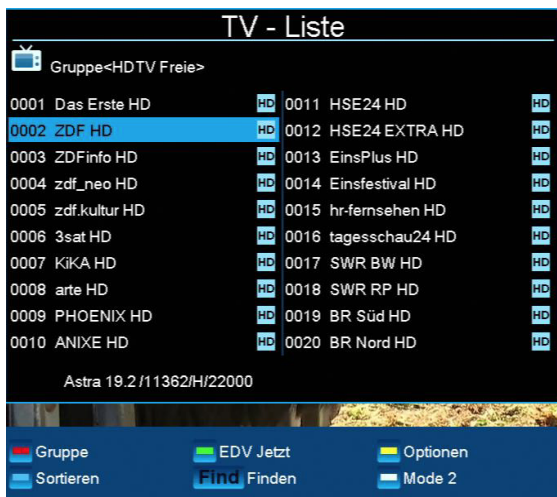 TV - Liste
Gruppe<HDTV Freie>
0001 Das Erste HD HD
0002 ZDF HD HD
0003 ZDFinfo HD HD
0004 zdf_neo HD HD
0005 zdf.kultur HD HD
0006 3sat HD HD
0007 KiKA HD HD
0008 arte HD HD
0009 PHOENIX HD HD
0010 ANIXE HD HD
0011 HSE24 HD HD
0012 HSE24 EXTRA HD HD
0013 EinsPlus HD HD
0014 Einsfestival HD HD
0015 hr-fernsehen HD HD
0016 tagesschau24 HD HD
0017 SWR BW HD HD
0018 SWR RP HD HD
0019 BR Süd HD HD
0020 BR Nord HD HD
Astra 19.2 /11362/H/22000
Gruppe EDV Jetzt Optionen
Sortieren Find Finden Mode 2